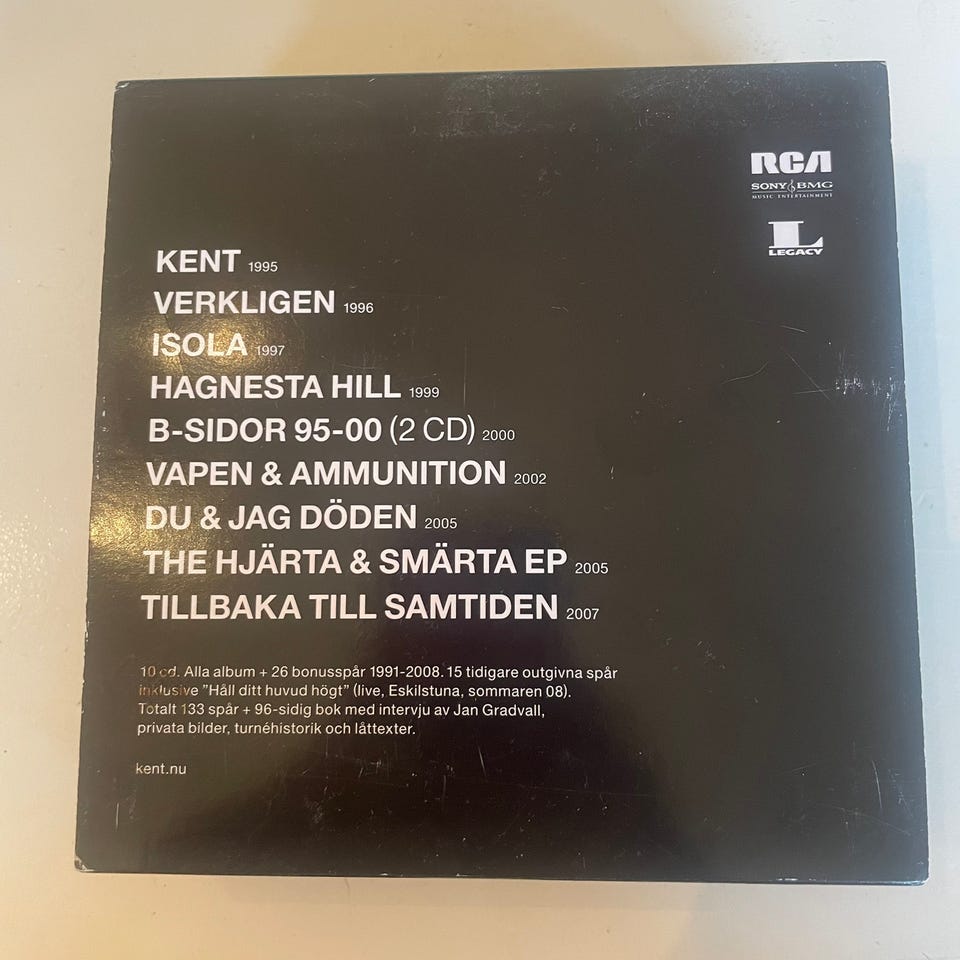 RCA
SONY BMG
MUSIC ENTERTAINMENT
L
LEGACY
KENT 1995
VERKLIGEN 1996
ISOLA 1997
HAGNESTA HILL 1999
B-SIDOR 95-00 (2 CD) 2000
VAPEN & AMMUNITION 2002
DU & JAG DÖDEN 2005
THE HJÄRTA & SMÄRTA EP 2005
TILLBAKA TILL SAMTIDEN 2007
10 cd. Alla album + 26 bonusspår 1991-2008. 15 tidigare outgivna spår
inklusive ”Håll ditt huvud högt” (live, Eskilstuna, sommaren 08).
Totalt 133 spår + 96-sidig bok med intervju av Jan Gradvall,
privata bilder, turnéhistorik och låttexter.
kent.nu